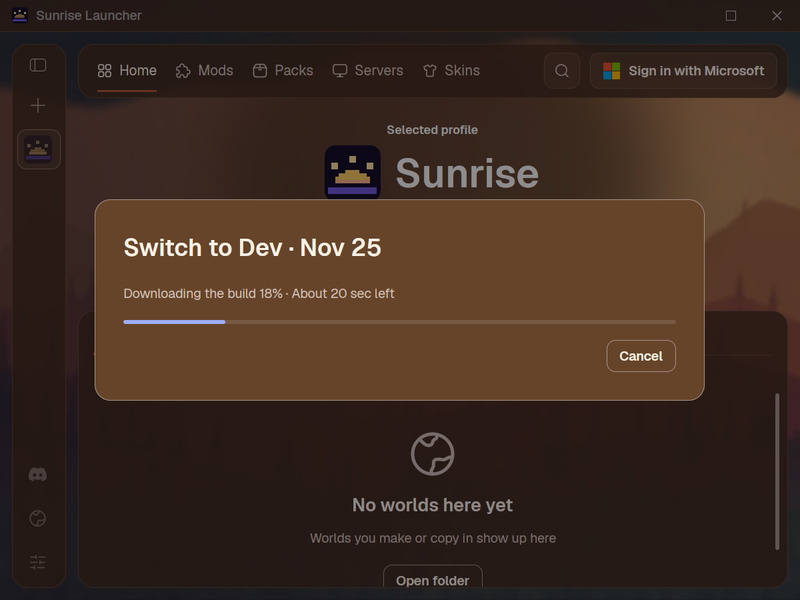 Sunrise Launcher
Home
Mods
Packs
Servers
Skins
Sign in with Microsoft
Selected profile
Sunrise
Switch to Dev · Nov 25
Downloading the build 18% · About 20 sec left
Cancel
No worlds here yet
Worlds you make or copy in show up here
Open folder